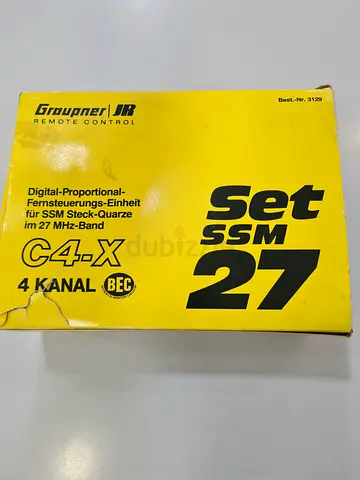 Graupner JR
REMOTE CONTROL
Best.-Nr. 3129
Digital-Proportional-
Fernsteuerungs-Einheit
für SSM Steck-Quarze
im 27 MHz-Band
C4-X
4 KANAL BEC
Set
SSM
27
dubizzle